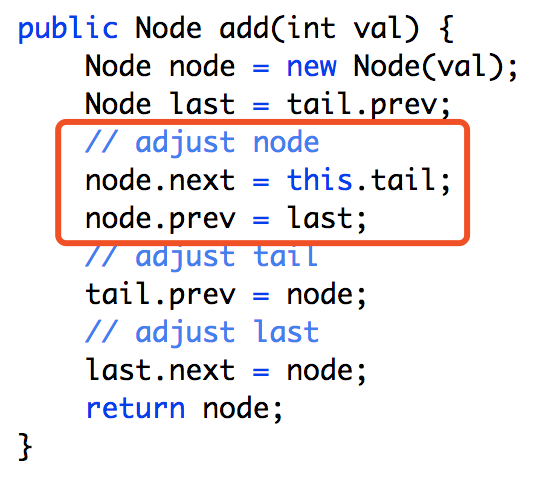 public Node add(int val) {
    Node node = new Node(val);
    Node last = tail.prev;
    // adjust node
    node.next = this.tail;
    node.prev = last;
    // adjust tail
    tail.prev = node;
    // adjust last
    last.next = node;
    return node;
}